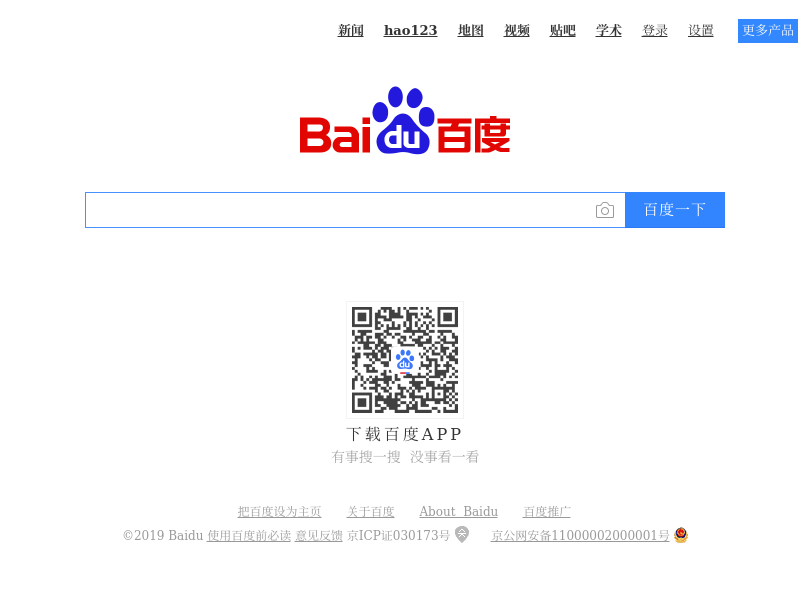 新闻 hao123 地图 视频 贴吧 学术 登录 设置 更多产品
Bai du 百度
百度一下
du
下载百度APP
有事搜一搜 没事看一看
把百度设为主页 关于百度 About Baidu 百度推广
©2019 Baidu 使用百度前必读 意见反馈 京ICP证030173号 京公网安备11000002000001号